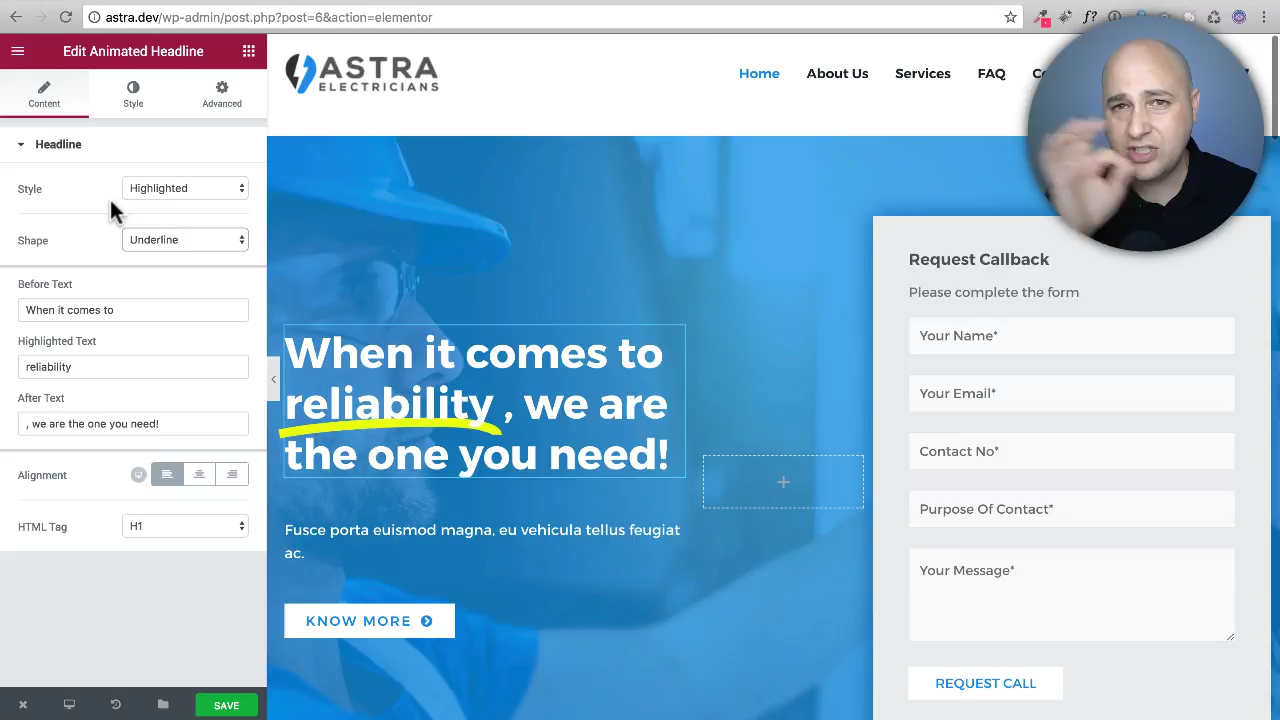 astra.dev/wp-admin/post.php?post=6&action=elementor
Edit Animated Headline
Content
Style
Advanced
Headline
Style
Highlighted
Shape
Underline
Before Text
When it comes to
Highlighted Text
reliability
After Text
, we are the one you need!
Alignment
HTML Tag
H1
SAVE
ASTRA
ELECTRICIANS
Home
About Us
Services
FAQ
When it comes to
reliability , we are
the one you need!
Fusce porta euismod magna, eu vehicula tellus feugiat
ac.
KNOW MORE
Request Callback
Please complete the form
Your Name*
Your Email*
Contact No*
Purpose Of Contact*
Your Message*
REQUEST CALL